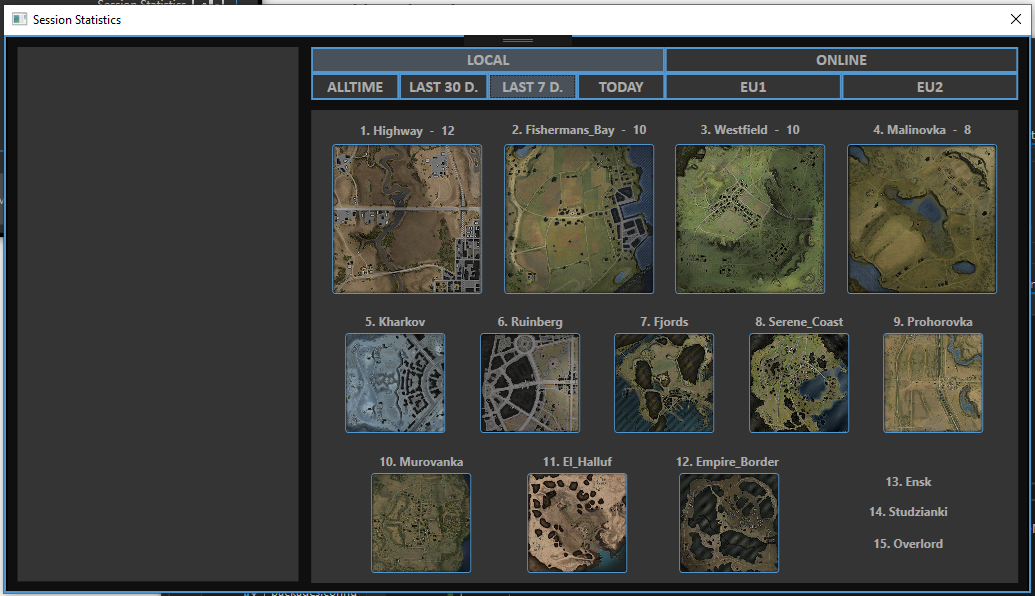 Session Statistics
Session Statistics
LOCAL ONLINE
ALLTIME LAST 30 D. LAST 7 D. TODAY EU1 EU2
1. Highway - 12 2. Fishermans_Bay - 10 3. Westfield - 10 4. Malinovka - 8
5. Kharkov 6. Ruinberg 7. Fjords 8. Serene_Coast 9. Prohorovka
10. Murovanka 11. El_Halluf 12. Empire_Border
13. Ensk
14. Studzianki
15. Overlord